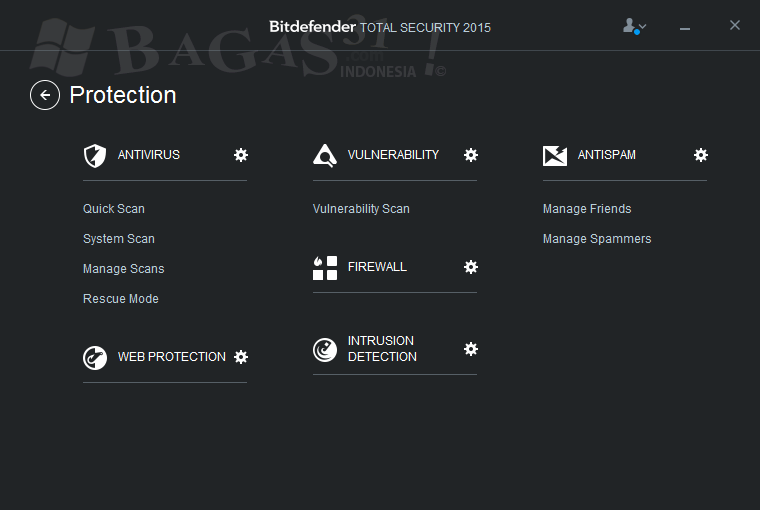 Bitdefender TOTAL SECURITY 2015
BAGAS31!
.com
INDONESIA
©
Protection
ANTIVIRUS
Quick Scan
System Scan
Manage Scans
Rescue Mode
WEB PROTECTION
VULNERABILITY
Vulnerability Scan
FIREWALL
INTRUSION
DETECTION
ANTISPAM
Manage Friends
Manage Spammers